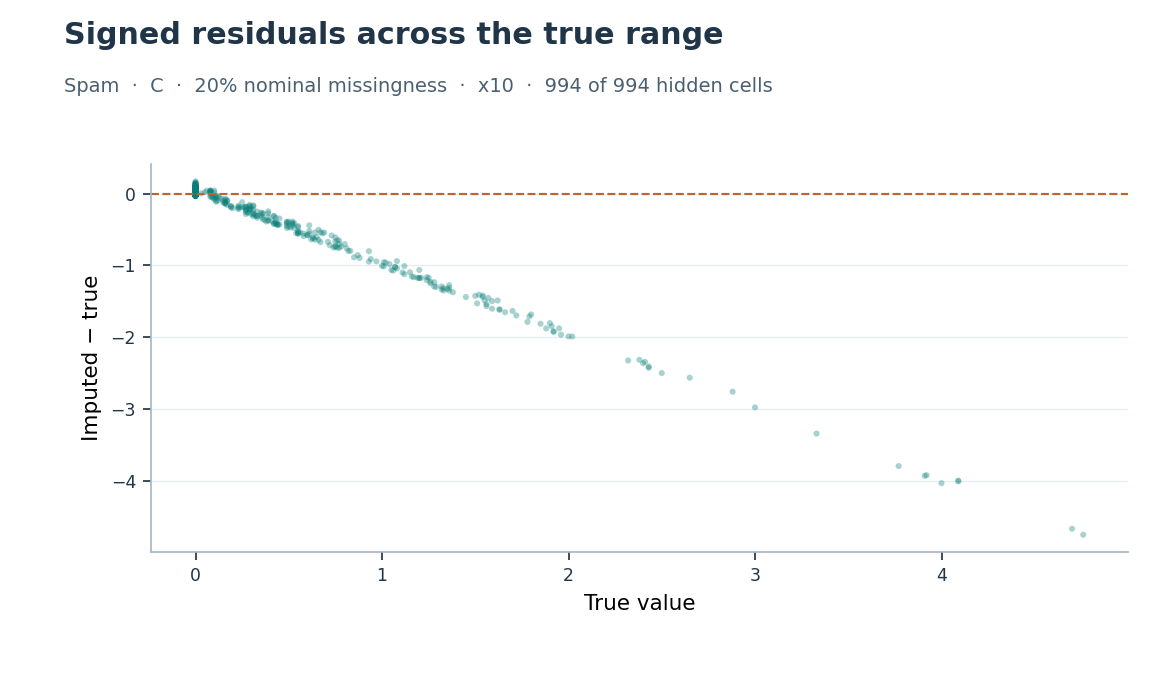 Signed residuals across the true range
Spam · C · 20% nominal missingness · x10 · 994 of 994 hidden cells
Imputed − true
0
−1
−2
−3
−4
0 1 2 3 4
True value